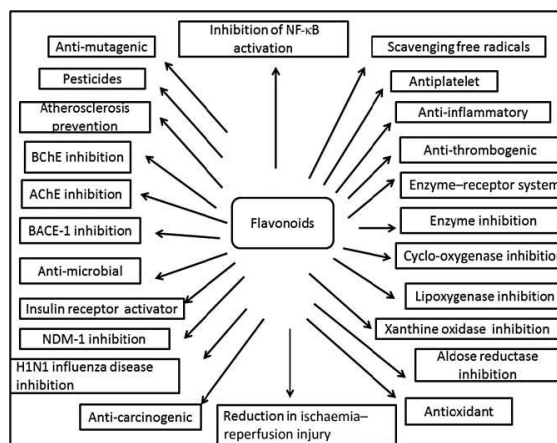 Inhibition of NF-κB
activation
Anti-mutagenic
Pesticides
Atherosclerosis
prevention
BChE inhibition
AChE inhibition
BACE-1 inhibition
Anti-microbial
Insulin receptor activator
NDM-1 inhibition
H1N1 influenza disease
inhibition
Anti-carcinogenic
Flavonoids
Scavenging free radicals
Antiplatelet
Anti-inflammatory
Anti-thrombogenic
Enzyme–receptor system
Enzyme inhibition
Cyclo-oxygenase inhibition
Lipoxygenase inhibition
Xanthine oxidase inhibition
Aldose reductase
inhibition
Antioxidant
Reduction in ischaemia–
reperfusion injury